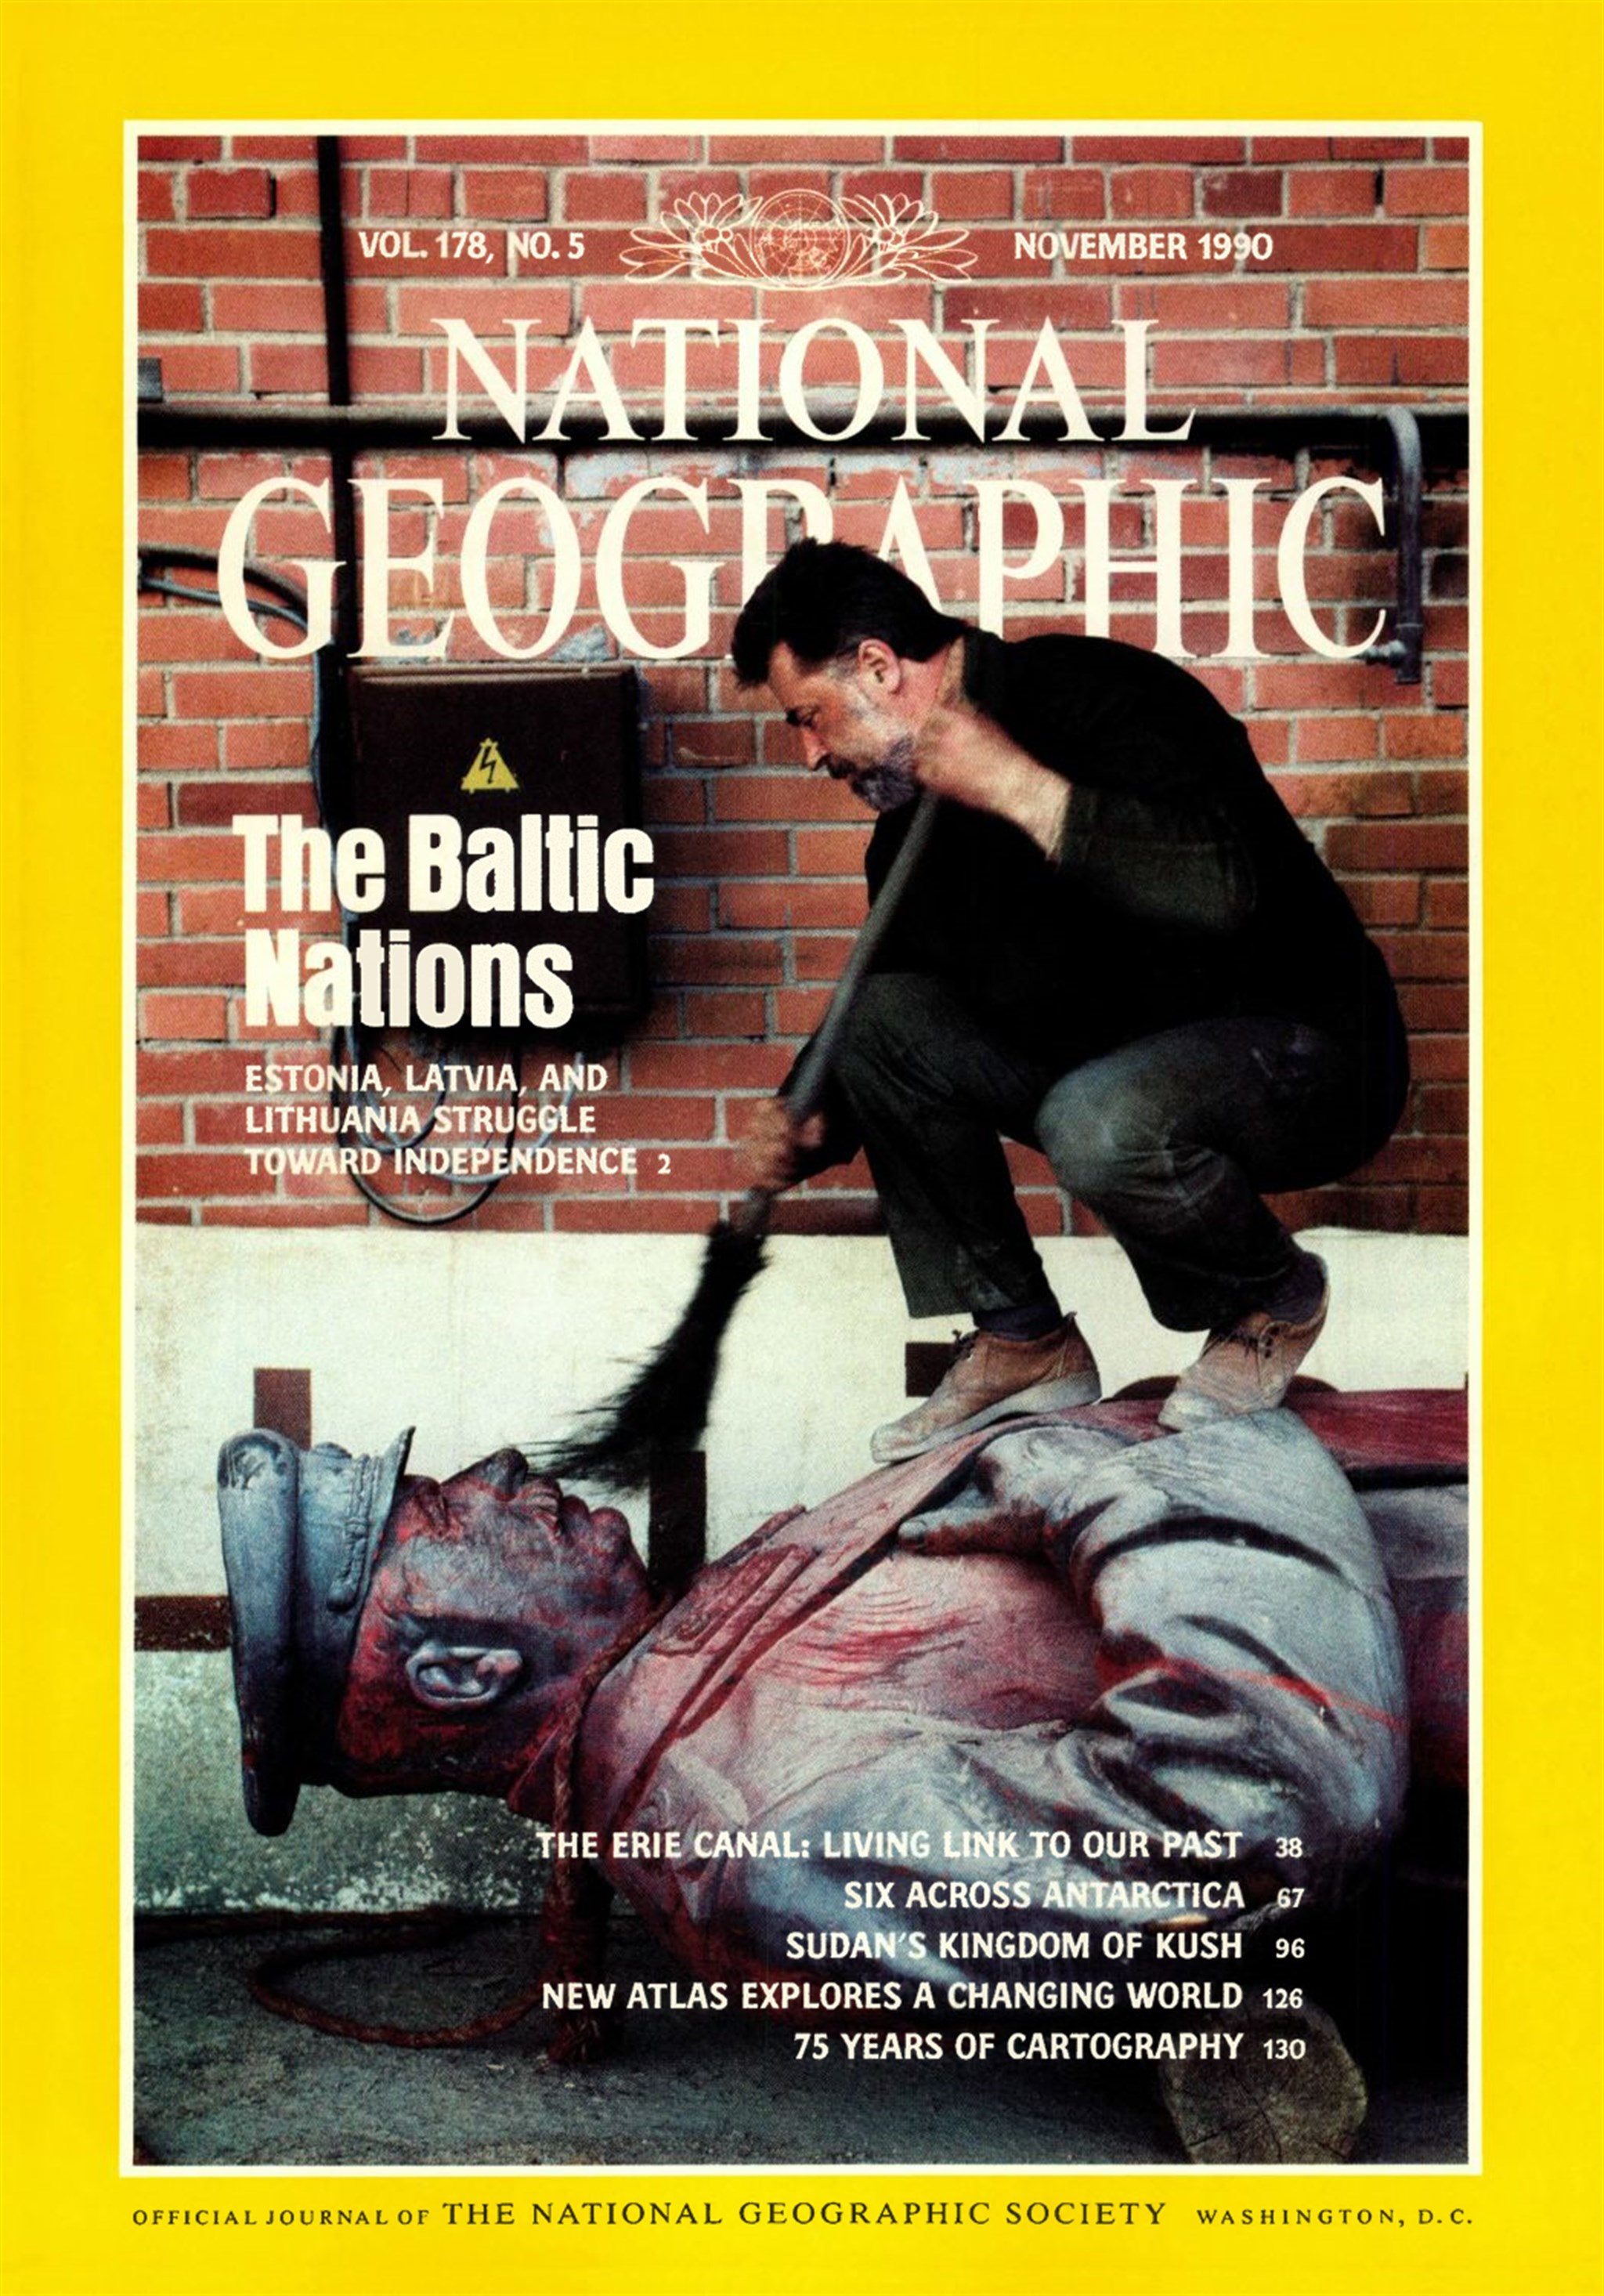 VOL. 178, NO. 5
NOVEMBER 1990
NATIONAL
GEOGRAPHIC
The Baltic
Nations
ESTONIA, LATVIA, AND
LITHUANIA STRUGGLE
TOWARD INDEPENDENCE 2
THE ERIE CANAL: LIVING LINK TO OUR PAST 38
SIX ACROSS ANTARCTICA 67
SUDAN'S KINGDOM OF KUSH 96
NEW ATLAS EXPLORES A CHANGING WORLD 126
75 YEARS OF CARTOGRAPHY 130
OFFICIAL JOURNAL OF THE NATIONAL GEOGRAPHIC SOCIETY WASHINGTON, D.C.